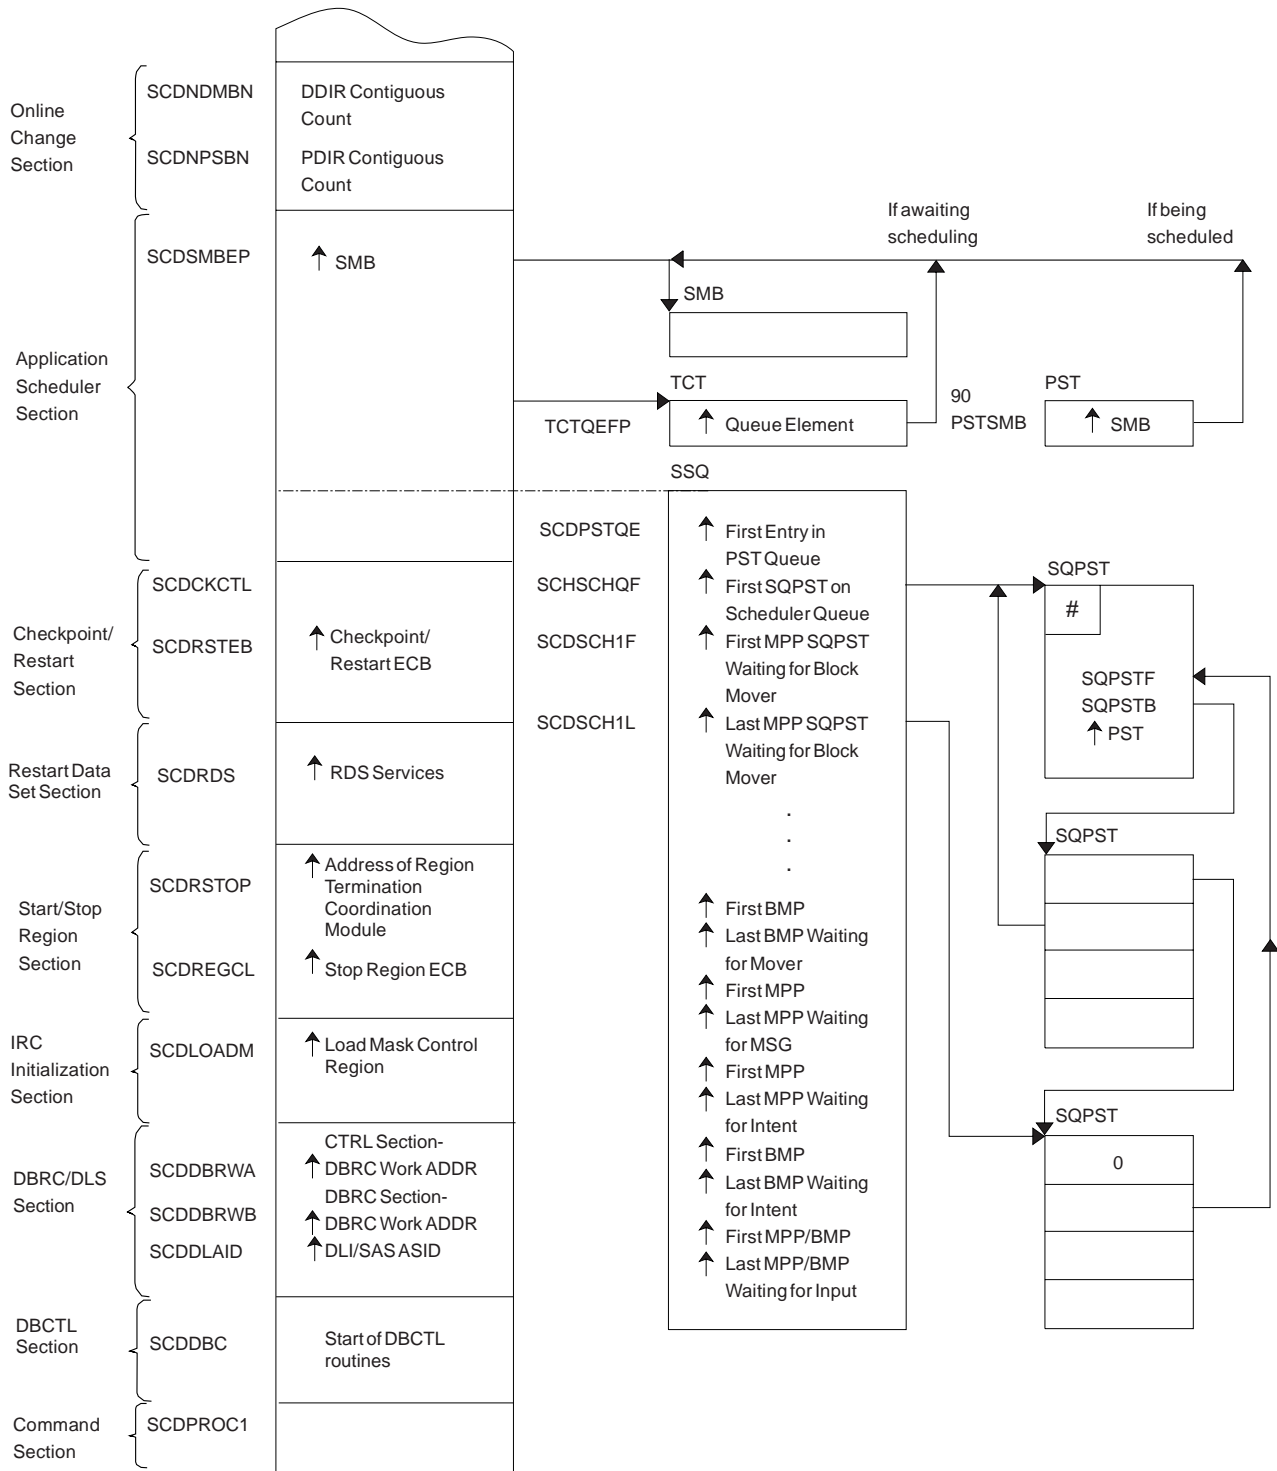 Online
Change
Section
SCDNDMBN
DDIR Contiguous
Count
SCDNPSBN
PDIR Contiguous
Count
Application
Scheduler
Section
SCDSMBEP
SMB
If awaiting
scheduling
If being
scheduled
SMB
TCT
TCTQEFP
Queue Element
90
PSTSMB
PST
SMB
SSQ
SCDPSTQE
First Entry in
PST Queue
SCHSCHQF
First SQPST on
Scheduler Queue
SCDSCH1F
First MPP SQPST
Waiting for Block
Mover
SCDSCH1L
Last MPP SQPST
Waiting for Block
Mover
.
.
.
First BMP
Last BMP Waiting
for Mover
First MPP
Last MPP Waiting
for MSG
First MPP
Last MPP Waiting
for Intent
First BMP
Last BMP Waiting
for Intent
First MPP/BMP
Last MPP/BMP
Waiting for Input
SQPST
#
SQPSTF
SQPSTB
PST
SQPST
SQPST
0
Checkpoint/
Restart
Section
SCDCKCTL
SCDRSTEB
Checkpoint/
Restart ECB
Restart Data
Set Section
SCDRDS
RDS Services
Start/Stop
Region
Section
SCDRSTOP
Address of Region
Termination
Coordination
Module
SCDREGCL
Stop Region ECB
IRC
Initialization
Section
SCDLOADM
Load Mask Control
Region
DBRC/DLS
Section
SCDDBRWA
CTRL Section-
DBRC Work ADDR
SCDDBRWB
DBRC Section-
DBRC Work ADDR
SCDDLAID
DLI/SAS ASID
DBCTL
Section
SCDDBC
Start of DBCTL
routines
Command
Section
SCDPROC1